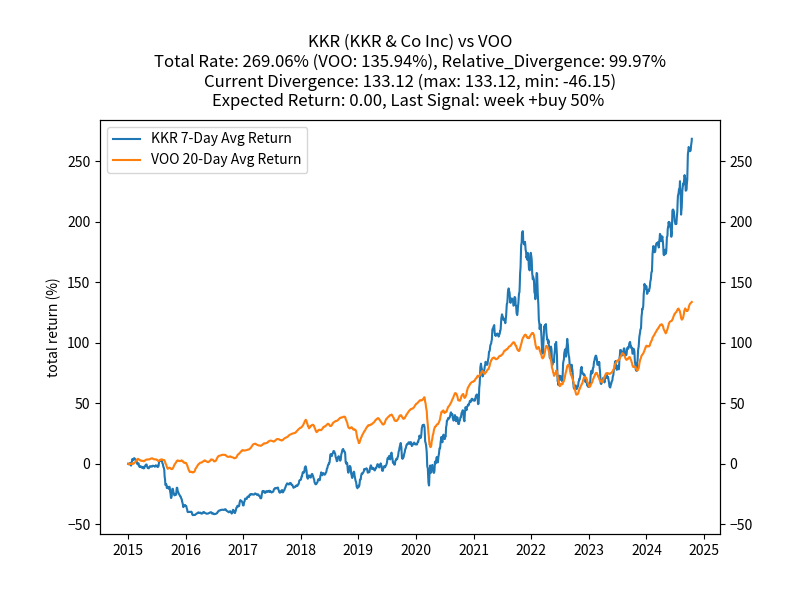 KKR (KKR & Co Inc) vs VOO
Total Rate: 269.06% (VOO: 135.94%), Relative_Divergence: 99.97%
Current Divergence: 133.12 (max: 133.12, min: -46.15)
Expected Return: 0.00, Last Signal: week +buy 50%
KKR 7-Day Avg Return
VOO 20-Day Avg Return
total return (%)
250
200
150
100
50
0
−50
250
200
150
100
50
0
−50
2015 2016 2017 2018 2019 2020 2021 2022 2023 2024 2025